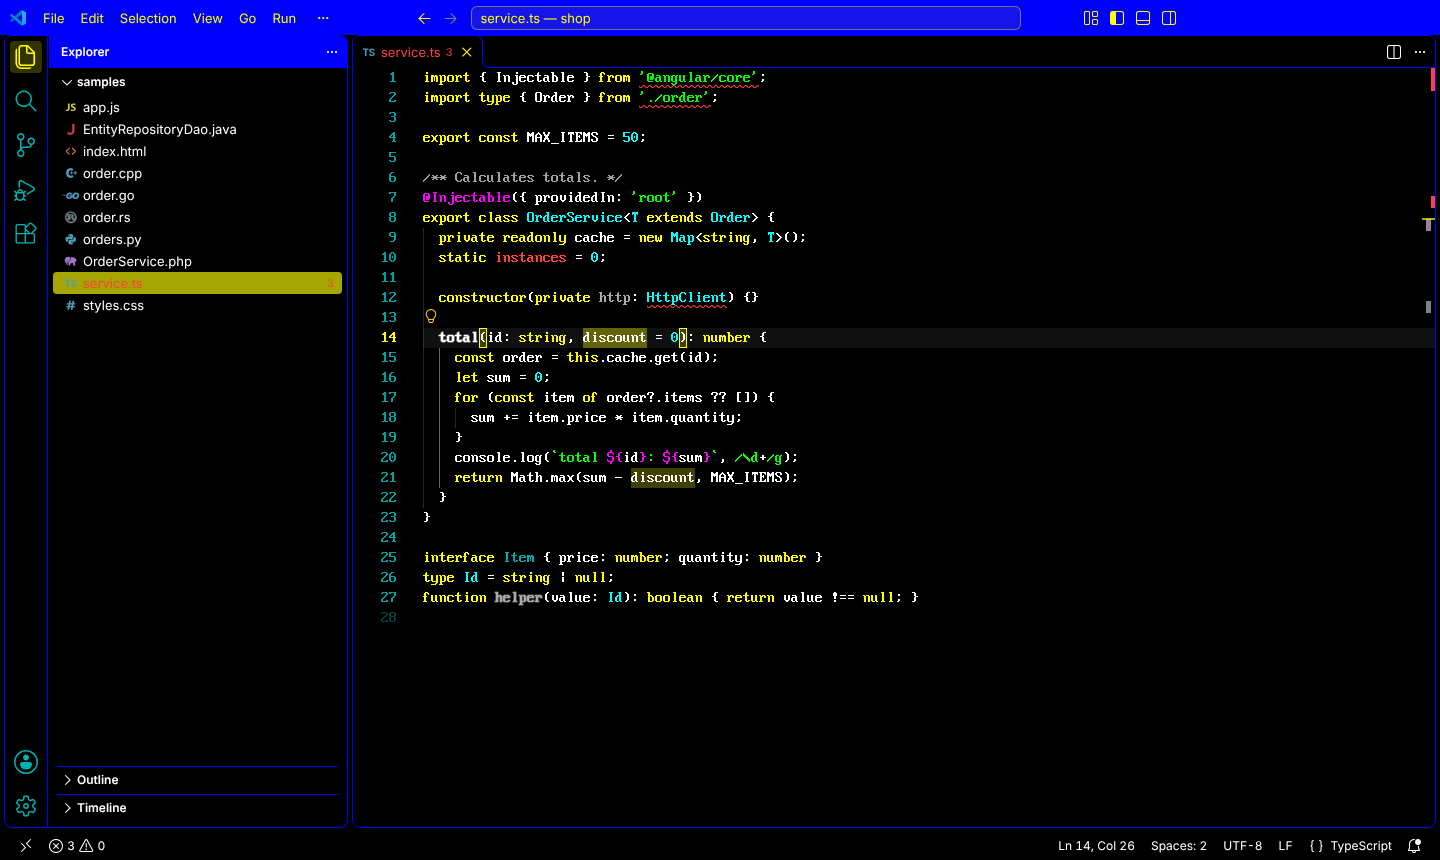 File Edit Selection View Go Run ···
service.ts — shop
Explorer
samples
JS app.js
J EntityRepositoryDao.java
<> index.html
order.cpp
GO order.go
order.rs
orders.py
OrderService.php
TS service.ts 3
# styles.css
Outline
Timeline
TS service.ts 3
1 import { Injectable } from '@angular/core';
2 import type { Order } from './order';
3
4 export const MAX_ITEMS = 50;
5
6 /** Calculates totals. */
7 @Injectable({ providedIn: 'root' })
8 export class OrderService<T extends Order> {
9 private readonly cache = new Map<string, T>();
10 static instances = 0;
11
12 constructor(private http: HttpClient) {}
13
14 total(id: string, discount = 0): number {
15 const order = this.cache.get(id);
16 let sum = 0;
17 for (const item of order?.items ?? []) {
18 sum += item.price * item.quantity;
19 }
20 console.log(`total ${id}: ${sum}`, /\d+/g);
21 return Math.max(sum - discount, MAX_ITEMS);
22 }
23 }
24
25 interface Item { price: number; quantity: number }
26 type Id = string | null;
27 function helper(value: Id): boolean { return value !== null; }
28
3 0
Ln 14, Col 26 Spaces: 2 UTF-8 LF { } TypeScript